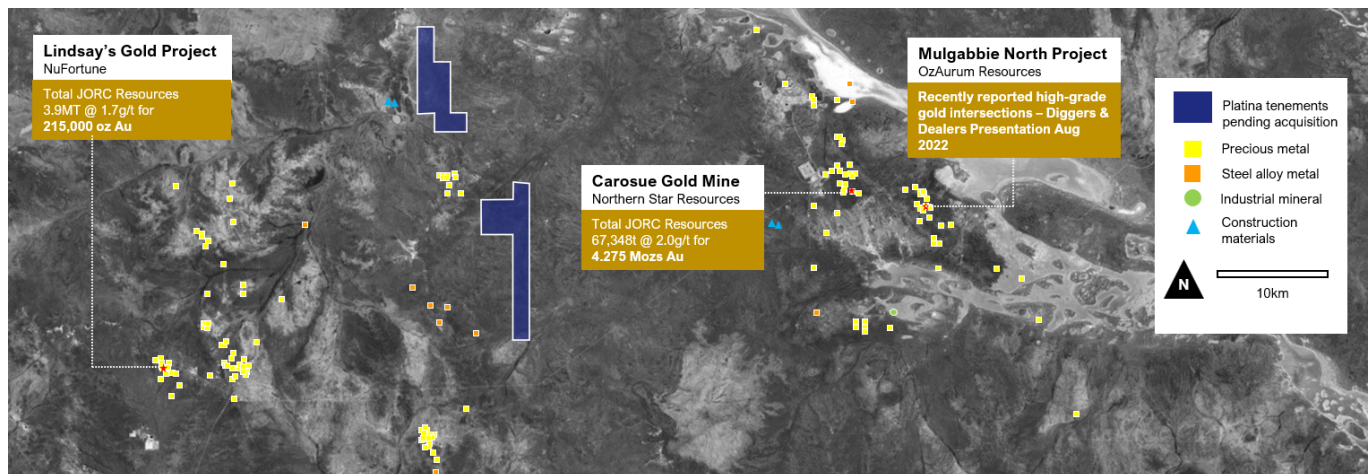 Lindsay's Gold Project
NuFortune
Total JORC Resources
3.9MT @ 1.7g/t for
215,000 oz Au
Carosue Gold Mine
Northern Star Resources
Total JORC Resources
67,348t @ 2.0g/t for
4.275 Mozs Au
Mulgabbie North Project
OzAurum Resources
Recently reported high-grade
gold intersections – Diggers &
Dealers Presentation Aug
2022
Platina tenements
pending acquisition
Precious metal
Steel alloy metal
Industrial mineral
Construction
materials
N
10km